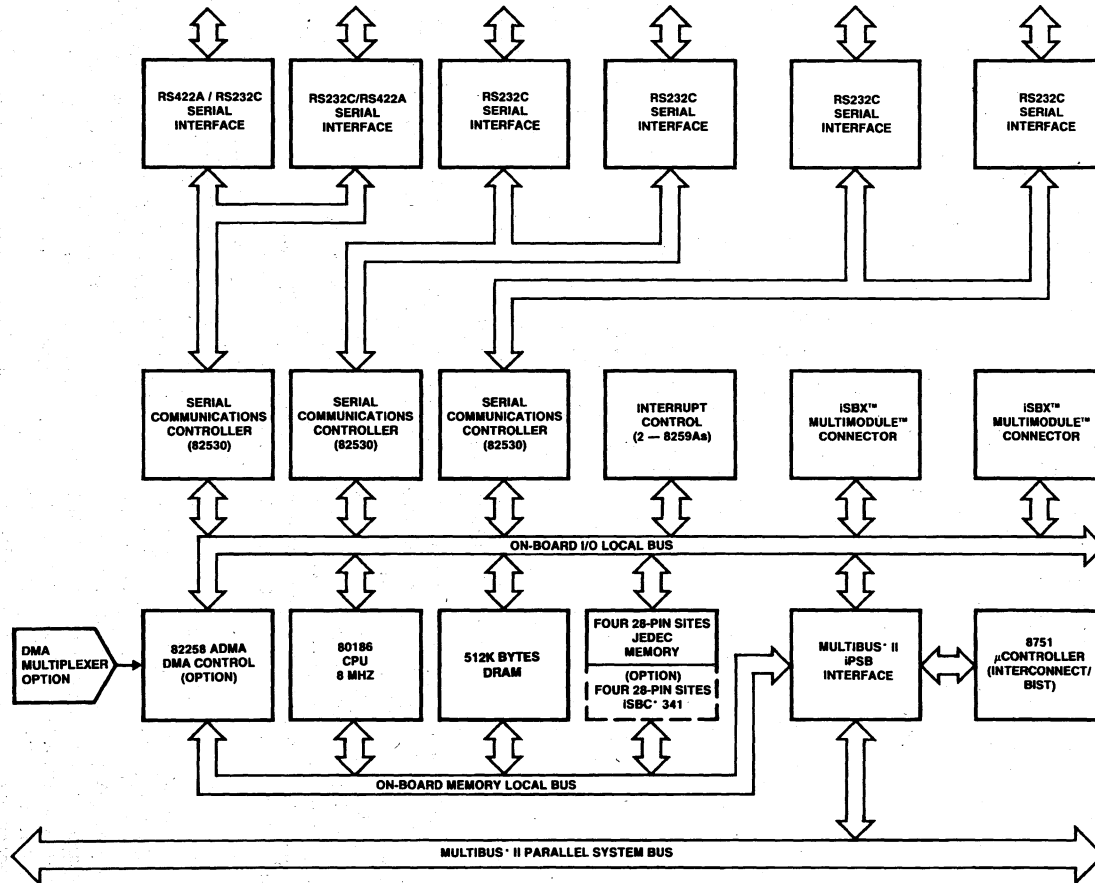 RS422A / RS232C
SERIAL
INTERFACE
RS232C/RS422A
SERIAL
INTERFACE
RS232C
SERIAL
INTERFACE
RS232C
SERIAL
INTERFACE
RS232C
SERIAL
INTERFACE
RS232C
SERIAL
INTERFACE
SERIAL
COMMUNICATIONS
CONTROLLER
(82530)
SERIAL
COMMUNICATIONS
CONTROLLER
(82530)
SERIAL
COMMUNICATIONS
CONTROLLER
(82530)
INTERRUPT
CONTROL
(2 — 8259As)
iSBX™
MULTIMODULE™
CONNECTOR
iSBX™
MULTIMODULE™
CONNECTOR
ON-BOARD I/O LOCAL BUS
DMA
MULTIPLEXER
OPTION
82258 ADMA
DMA CONTROL
(OPTION)
80186
CPU
8 MHZ
512K BYTES
DRAM
FOUR 28-PIN SITES
JEDEC
MEMORY
(OPTION)
FOUR 28-PIN SITES
iSBC* 341
MULTIBUS* II
iPSB
INTERFACE
8751
µCONTROLLER
(INTERCONNECT/
BIST)
ON-BOARD MEMORY LOCAL BUS
MULTIBUS* II PARALLEL SYSTEM BUS